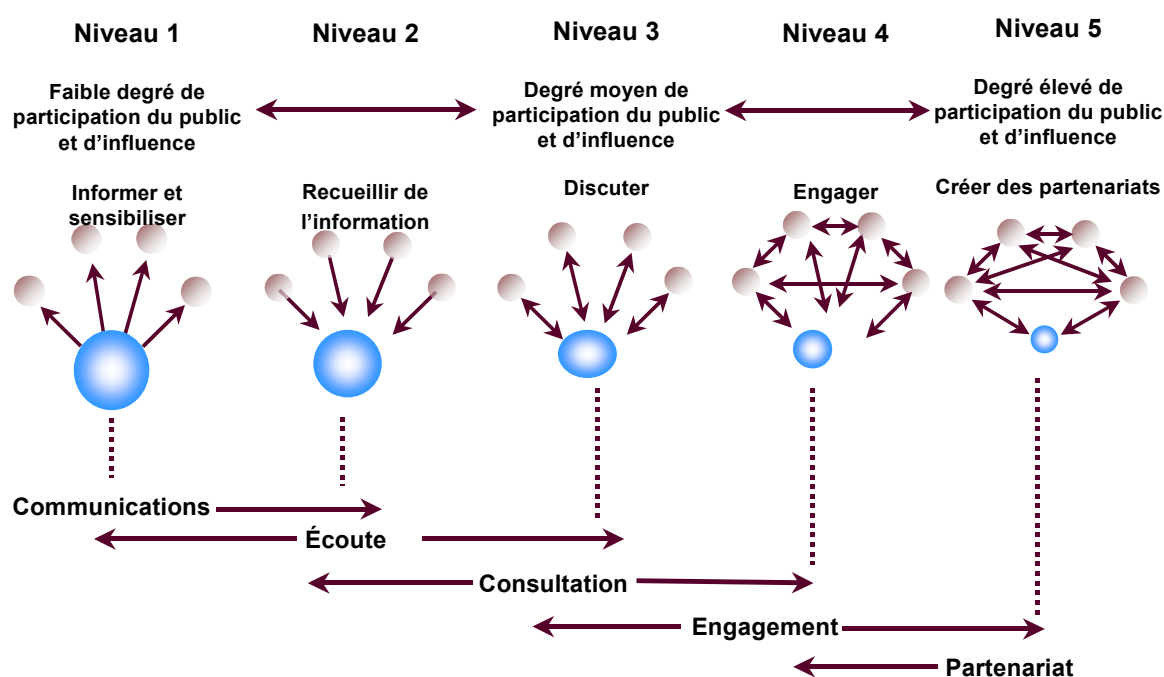 Niveau 1
Niveau 2
Niveau 3
Niveau 4
Niveau 5
Faible degré de
participation du public
et d’influence
Degré moyen de
participation du public
et d’influence
Degré élevé de
participation du public
et d’influence
Informer et
sensibiliser
Recueillir de
l’information
Discuter
Engager
Créer des partenariats
Communications
Écoute
Consultation
Engagement
Partenariat